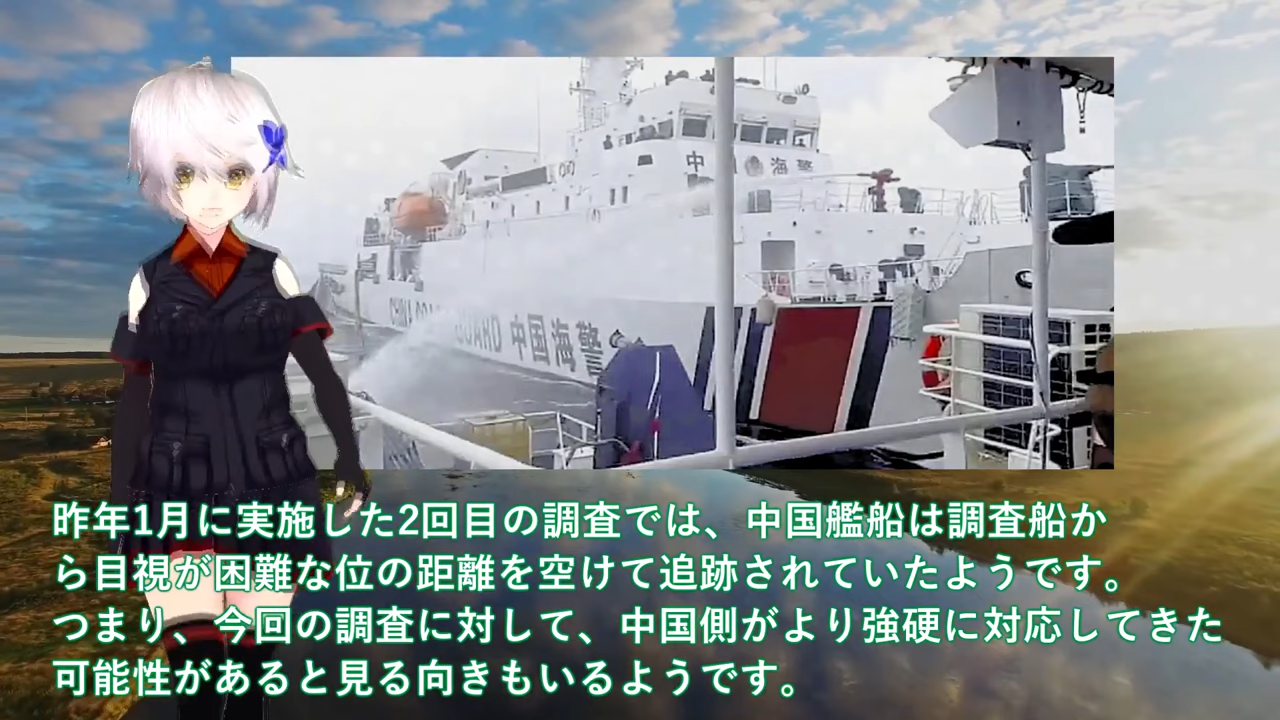 中国海警
CHINA COAST GUARD 中国海警
昨年1月に実施した2回目の調査では、中国艦船は調査船か
ら目視が困難な位の距離を空けて追跡されていたようです。
つまり、今回の調査に対して、中国側がより強硬に対応してきた
可能性があると見る向きもいるようです。